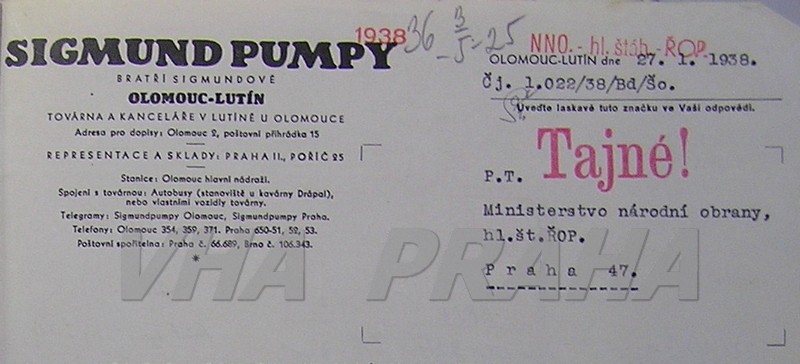 SIGMUND PUMPY
BRATŘÍ SIGMUNDOVÉ
OLOMOUC-LUTÍN
TOVÁRNA A KANCELÁŘE V LUTÍNĚ U OLOMOUCE
Adresa pro dopisy: Olomouc 2, poštovní přihrádka 15
REPRESENTACE A SKLADY: PRAHA II., POŘÍČ 25
Stanice: Olomouc hlavní nádraží.
Spojení s továrnou: Autobusy (stanoviště u kavárny Drápal),
nebo vlastními vozidly továrny.
Telegramy: Sigmundpumpy Olomouc, Sigmundpumpy Praha.
Telefony: Olomouc 354, 359, 371. Praha 650-51, 52, 53.
Poštovní spořitelna: Praha č. 66.689, Brno č. 106.343.
1938 36 3/5 - 25
NNO.- hl. štáb.- ŘOP.
OLOMOUC-LUTÍN dne 27. 1. 1938.
Čj. 1.022/38/Bd/Šo.
Uveďte laskavě tuto značku ve Vaší odpovědi.
Tajné!
P.T.
Ministerstvo národní obrany,
hl.št.ŘOP.
Praha 47.
VHA PRAHA